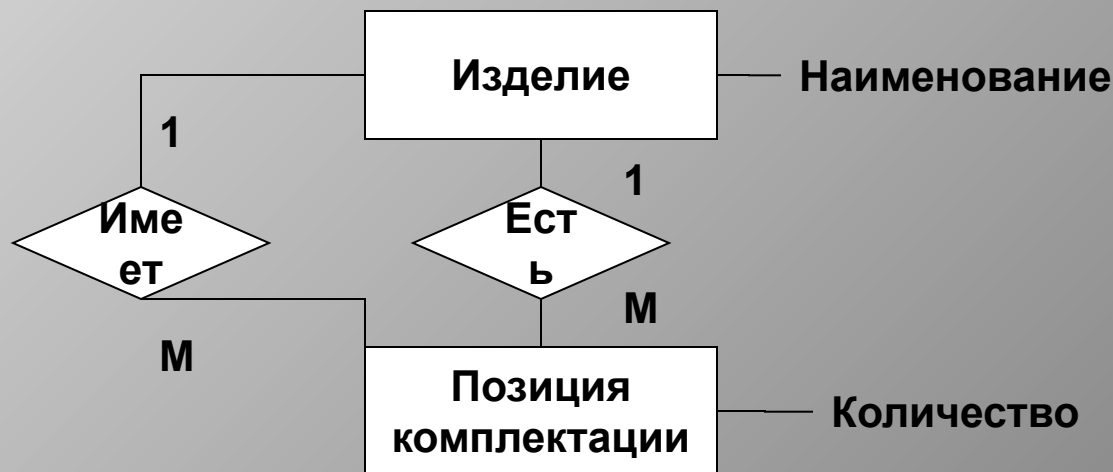 Изделие
Наименование
1
1
Име
ет
Ест
ь
М
М
Позиция
комплектации
Количество